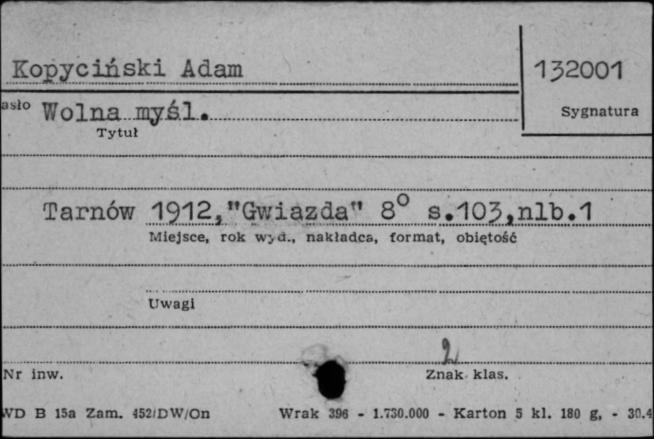 Kopyciński Adam
132001
asło Wolna myśl.
Sygnatura
Tytuł
Tarnów 1912,"Gwiazda" 8° s.103,nlb.1
Miejsce, rok wyd., nakładca, format, objętość
Uwagi
2
Nr inw.
Znak klas.
WD B 15a Zam. 452/DW/On Wrak 396 - 1.730.000 - Karton 5 kl. 180 g, - 30.4